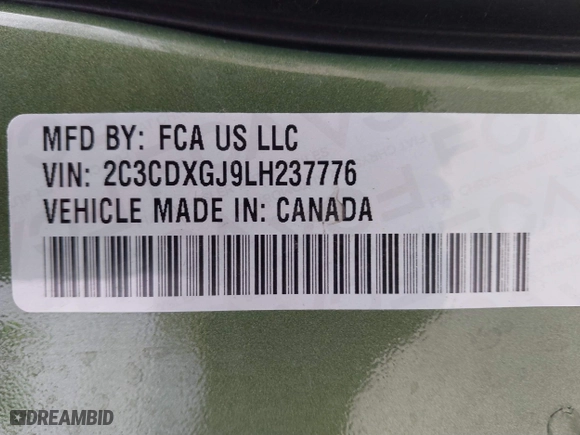 MFD BY: FCA US LLC
VIN: 2C3CDXGJ9LH237776
VEHICLE MADE IN: CANADA
DREAMBID